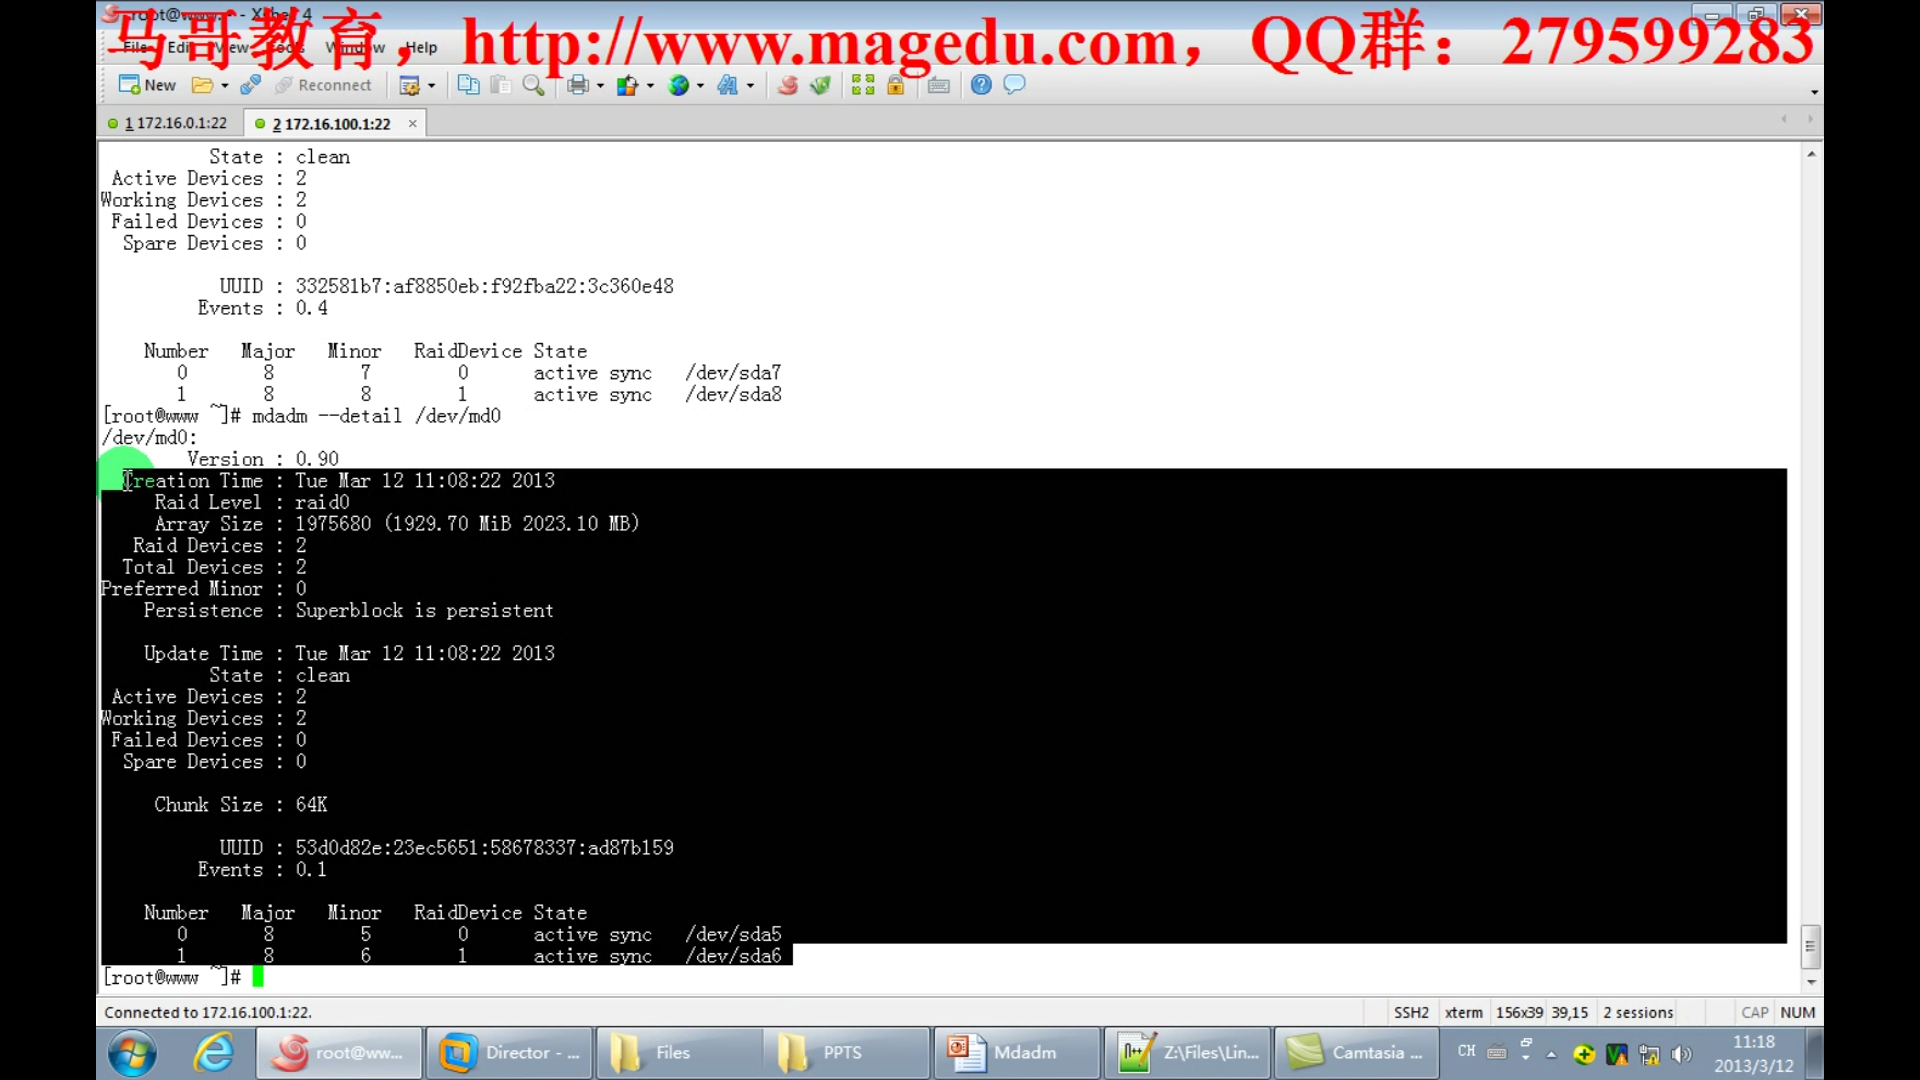 root@www:~ - Xshell 4
马哥教育，http://www.magedu.com，QQ群：279599283
File Edit View Tools Window Help
New Reconnect
1 172.16.0.1:22 2 172.16.100.1:22
State : clean
Active Devices : 2
Working Devices : 2
Failed Devices : 0
Spare Devices : 0
UUID : 332581b7:af8850eb:f92fba22:3c360e48
Events : 0.4
Number Major Minor RaidDevice State
0 8 7 0 active sync /dev/sda7
1 8 8 1 active sync /dev/sda8
[root@www ~]# mdadm --detail /dev/md0
/dev/md0:
Version : 0.90
Creation Time : Tue Mar 12 11:08:22 2013
Raid Level : raid0
Array Size : 1975680 (1929.70 MiB 2023.10 MB)
Raid Devices : 2
Total Devices : 2
Preferred Minor : 0
Persistence : Superblock is persistent
Update Time : Tue Mar 12 11:08:22 2013
State : clean
Active Devices : 2
Working Devices : 2
Failed Devices : 0
Spare Devices : 0
Chunk Size : 64K
UUID : 53d0d82e:23ec5651:58678337:ad87b159
Events : 0.1
Number Major Minor RaidDevice State
0 8 5 0 active sync /dev/sda5
1 8 6 1 active sync /dev/sda6
[root@www ~]#
Connected to 172.16.100.1:22. SSH2 xterm 156x39 39,15 2 sessions CAP NUM
root@ww... Director - ... Files PPTS Mdadm Z:\Files\Lin... Camtasia ... CH 11:18
2013/3/12